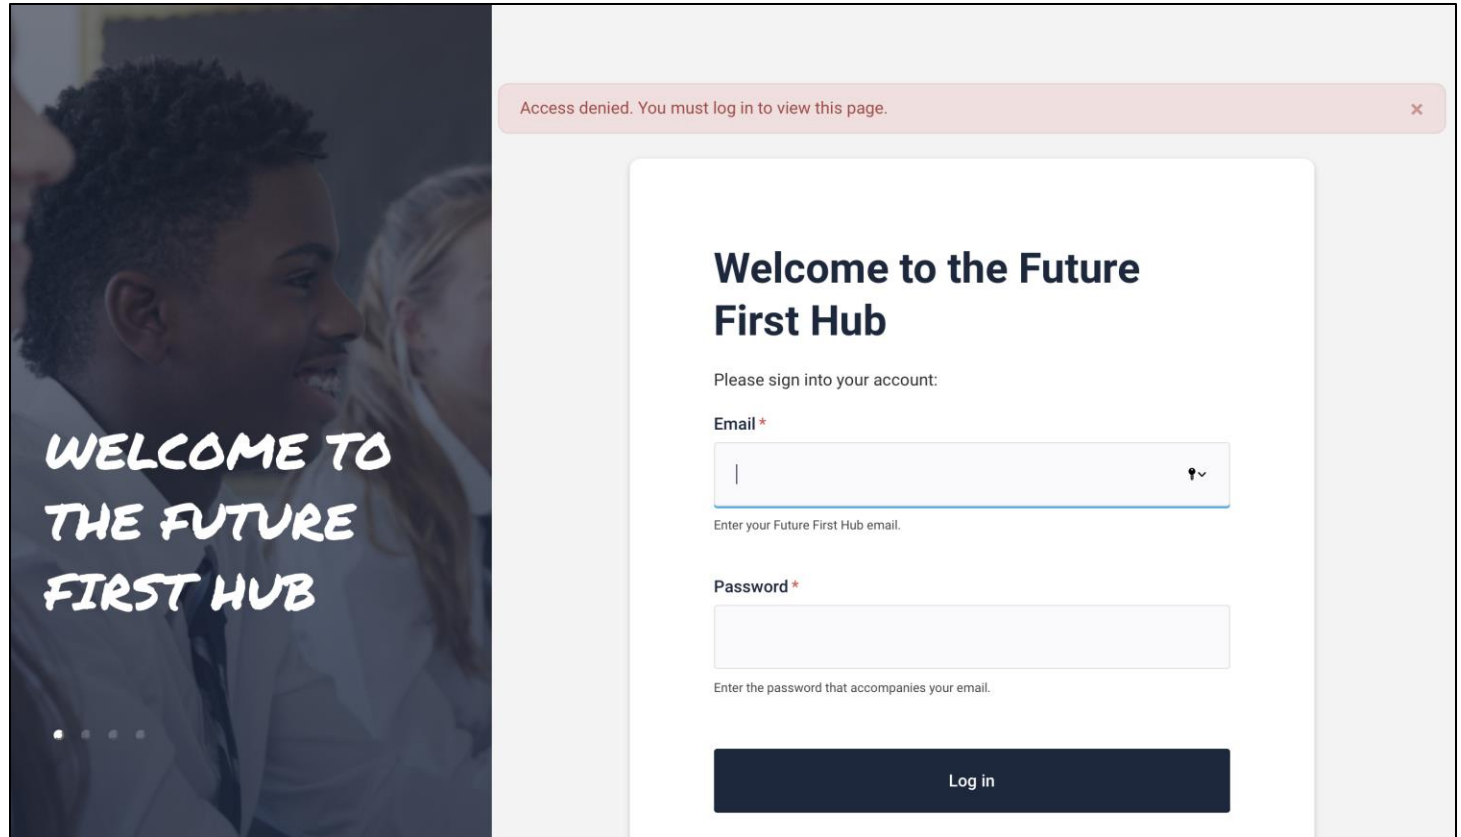 WELCOME TO
THE FUTURE
FIRST HUB
Access denied. You must log in to view this page.
×
Welcome to the Future
First Hub
Please sign into your account:
Email *
Enter your Future First Hub email.
Password *
Enter the password that accompanies your email.
Log in